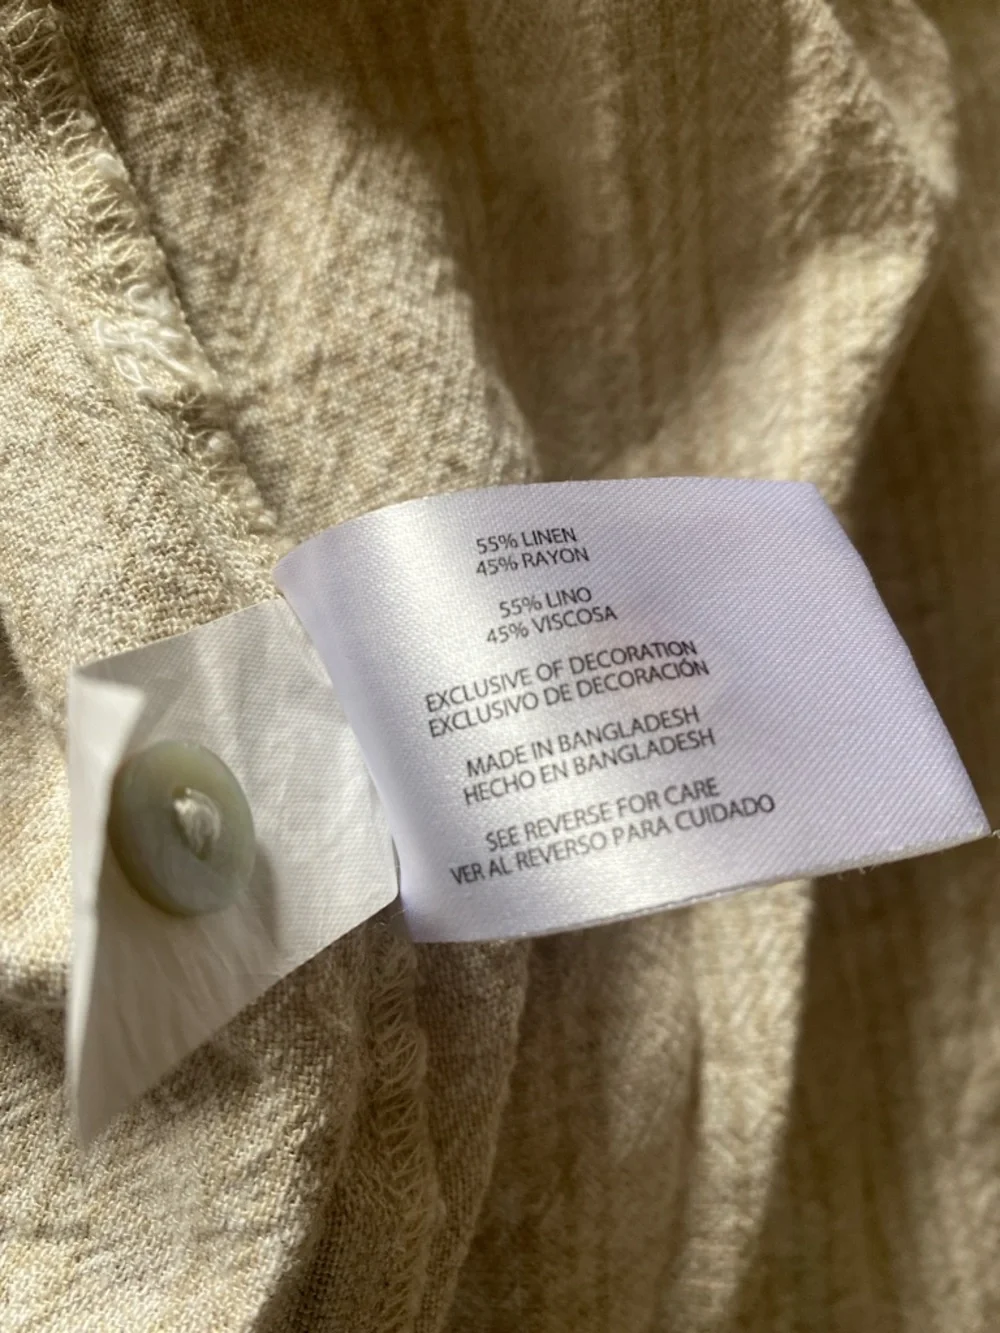 55% LINEN
45% RAYON
55% LINO
45% VISCOSA
EXCLUSIVE OF DECORATION
EXCLUSIVO DE DECORACIÓN
MADE IN BANGLADESH
HECHO EN BANGLADESH
SEE REVERSE FOR CARE
VER AL REVERSO PARA CUIDADO